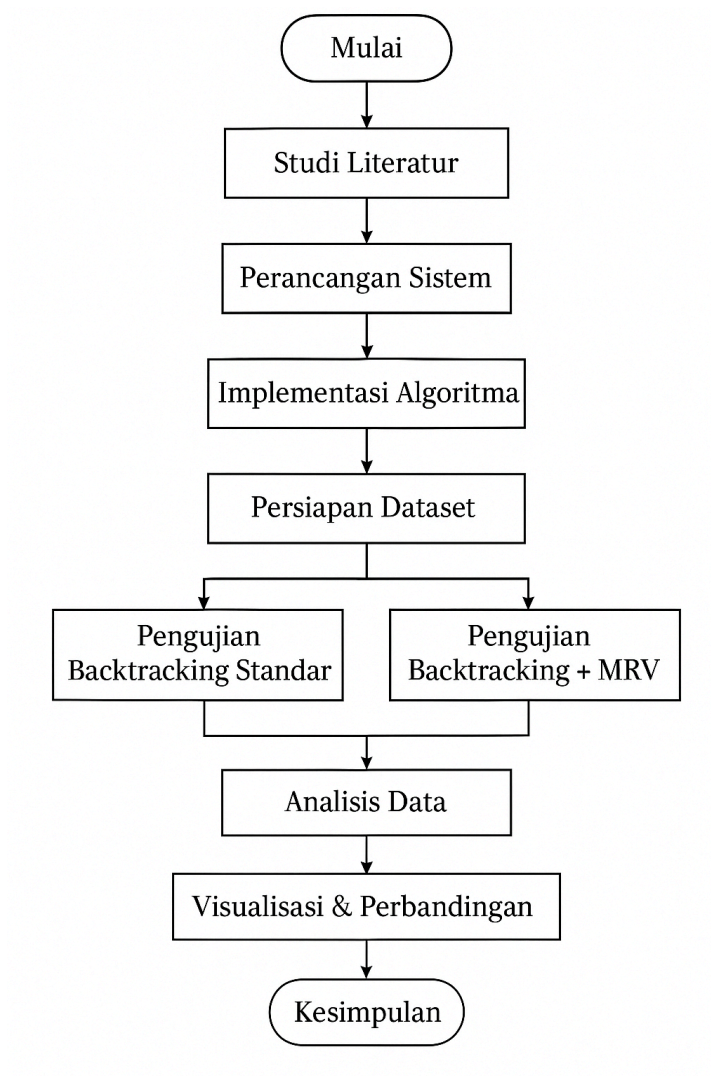 Mulai
Studi Literatur
Perancangan Sistem
Implementasi Algoritma
Persiapan Dataset
Pengujian
Backtracking Standar
Pengujian
Backtracking + MRV
Analisis Data
Visualisasi & Perbandingan
Kesimpulan